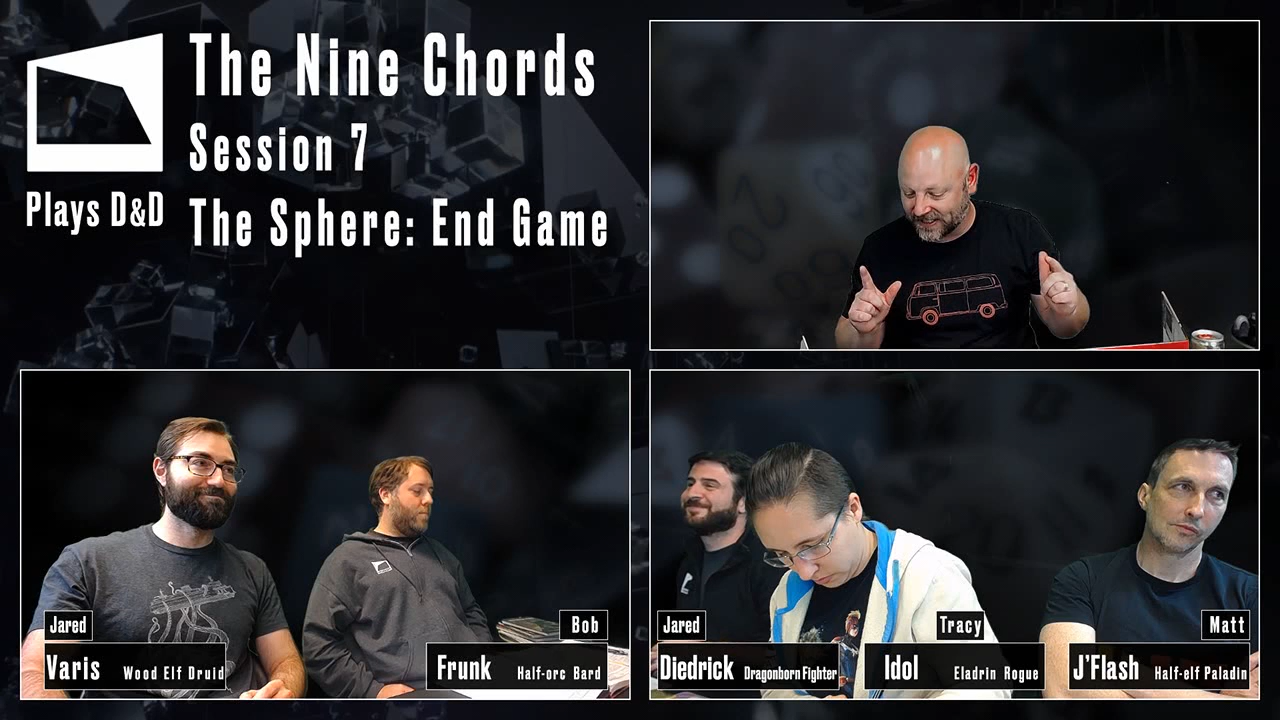 The Nine Chords
Session 7
Plays D&D
The Sphere: End Game
Jared
Bob
Varis Wood Elf Druid
Frunk Half-orc Bard
Jared
Tracy
Matt
Diedrick Dragonborn Fighter
Idol Eladrin Rogue
J'Flash Half-elf Paladin